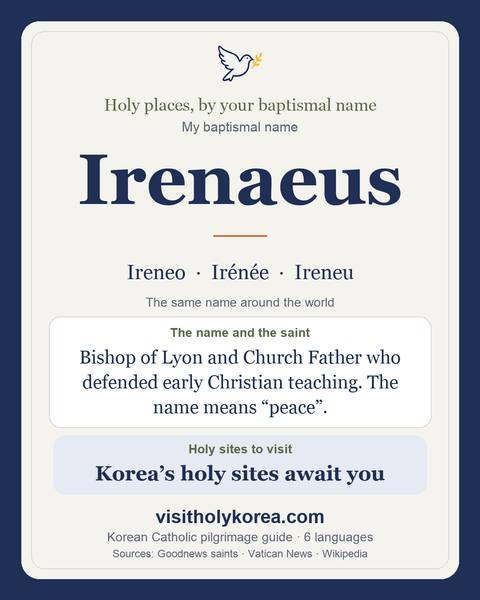 Holy places, by your baptismal name
My baptismal name
Irenaeus
Ireneo · Irénée · Ireneu
The same name around the world
The name and the saint
Bishop of Lyon and Church Father who
defended early Christian teaching. The
name means “peace”.
Holy sites to visit
Korea’s holy sites await you
visitholykorea.com
Korean Catholic pilgrimage guide · 6 languages
Sources: Goodnews saints · Vatican News · Wikipedia